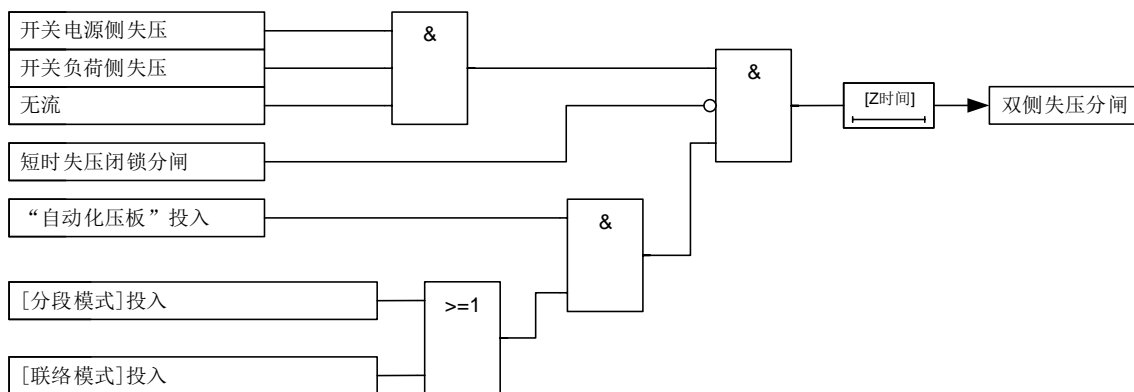 开关电源侧失压
&
开关负荷侧失压
&
无流
[Z时间]
双侧失压分闸
短时失压闭锁分闸
“自动化压板”投入
&
[分段模式]投入
>=1
[联络模式]投入